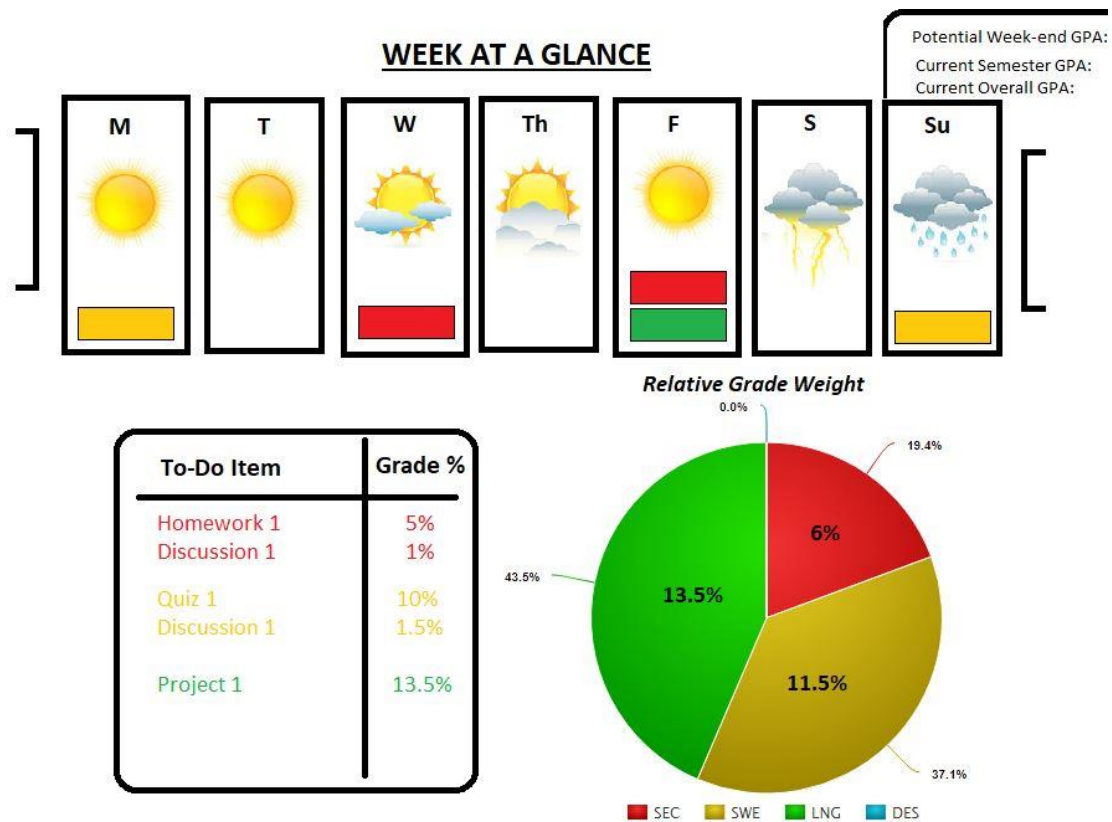 WEEK AT A GLANCE
Potential Week-end GPA:
Current Semester GPA:
Current Overall GPA:
M T W Th F S Su
Relative Grade Weight
0.0%
19.4%
6%
43.5%
13.5%
11.5%
37.1%
SEC SWE LNG DES
To-Do Item Grade %
Homework 1 5%
Discussion 1 1%
Quiz 1 10%
Discussion 1 1.5%
Project 1 13.5%